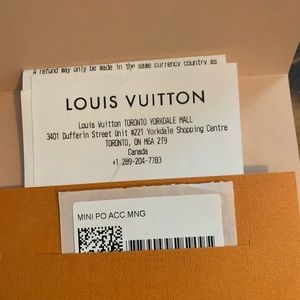 A refund may only be made in the same currency country as
LOUIS VUITTON
Louis Vuitton TORONTO YORKDALE MALL
3401 Dufferin Street Unit #221 Yorkdale Shopping Centre
TORONTO, ON M6A 2T9
Canada
+1 289-204-7783
MINI PO ACC.MNG